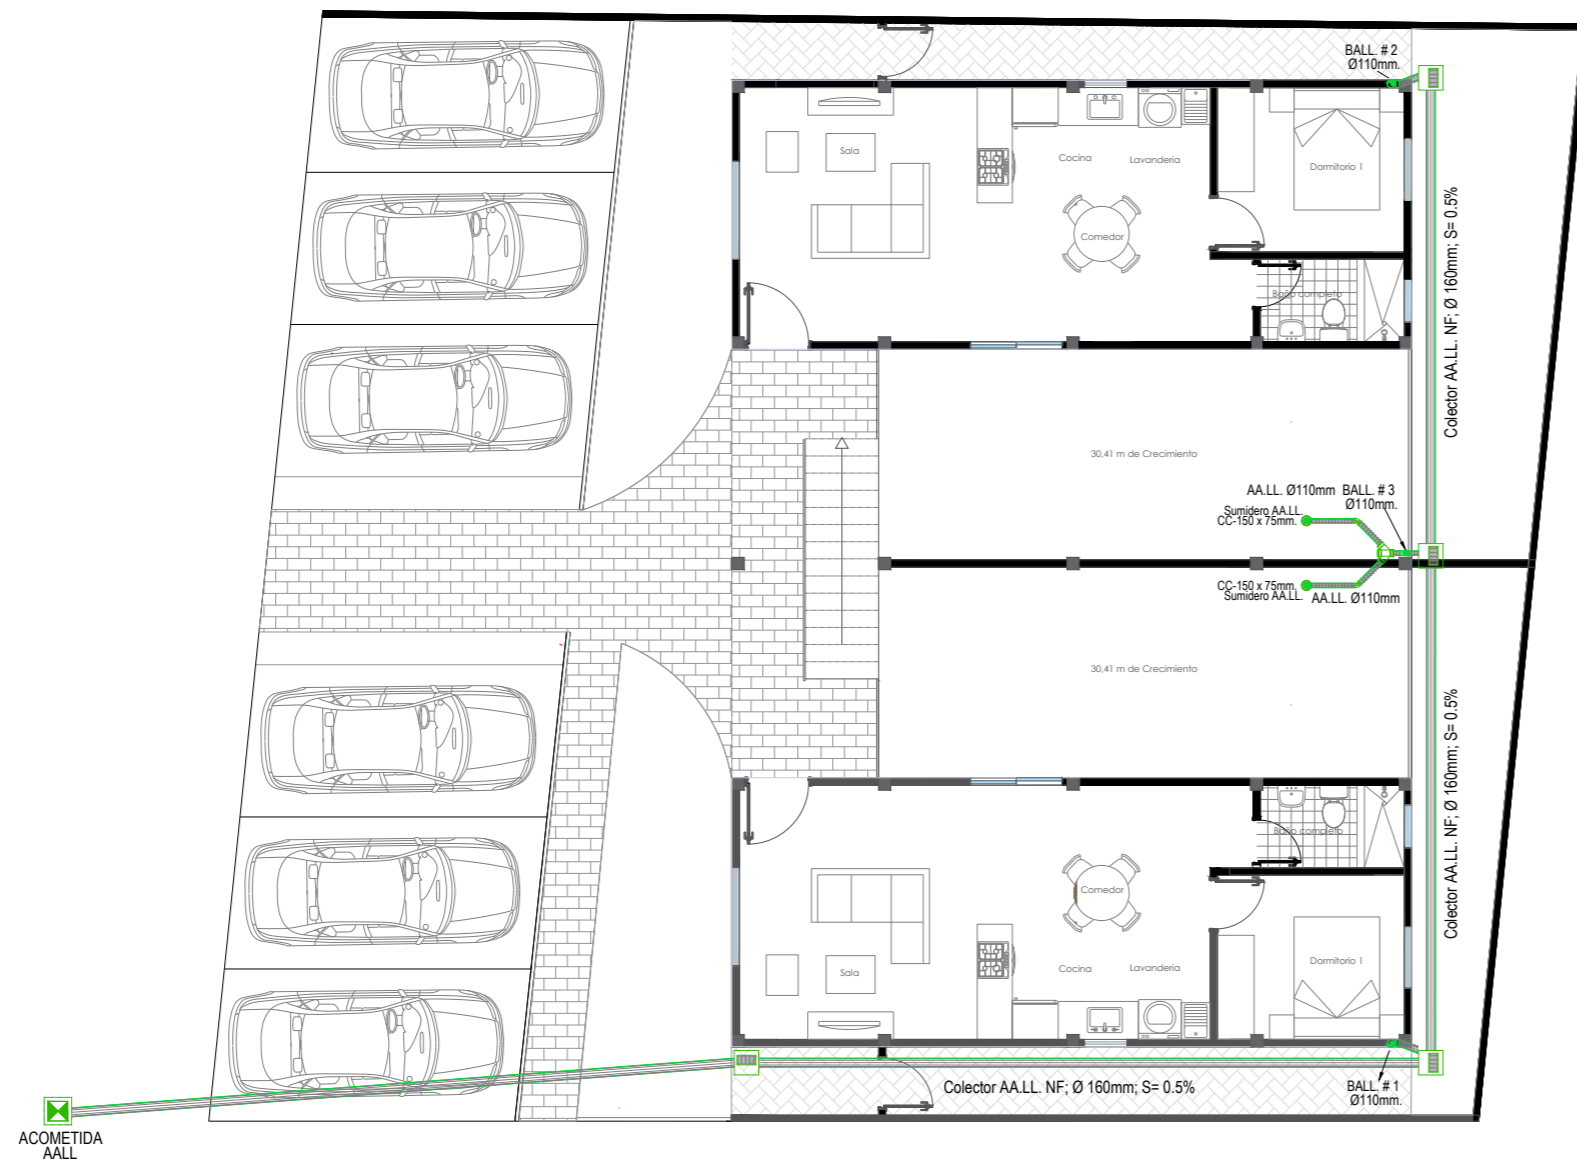 BALL. # 2
Ø110mm.
Sala
Cocina
Lavanderia
Dormitorio 1
Comedor
Baño completo
Colector AA.LL. NF; Ø 160mm; S= 0.5%
30,41 m de Crecimiento
AA.LL. Ø110mm
BALL. # 3
Ø110mm.
Sumidero AA.LL.
CC-150 x 75mm.
CC-150 x 75mm.
Sumidero AA.LL.
AA.LL. Ø110mm
30,41 m de Crecimiento
Colector AA.LL. NF; Ø 160mm; S= 0.5%
Baño completo
Comedor
Sala
Cocina
Lavanderia
Dormitorio 1
Colector AA.LL. NF; Ø 160mm; S= 0.5%
BALL. # 1
Ø110mm.
ACOMETIDA
AALL